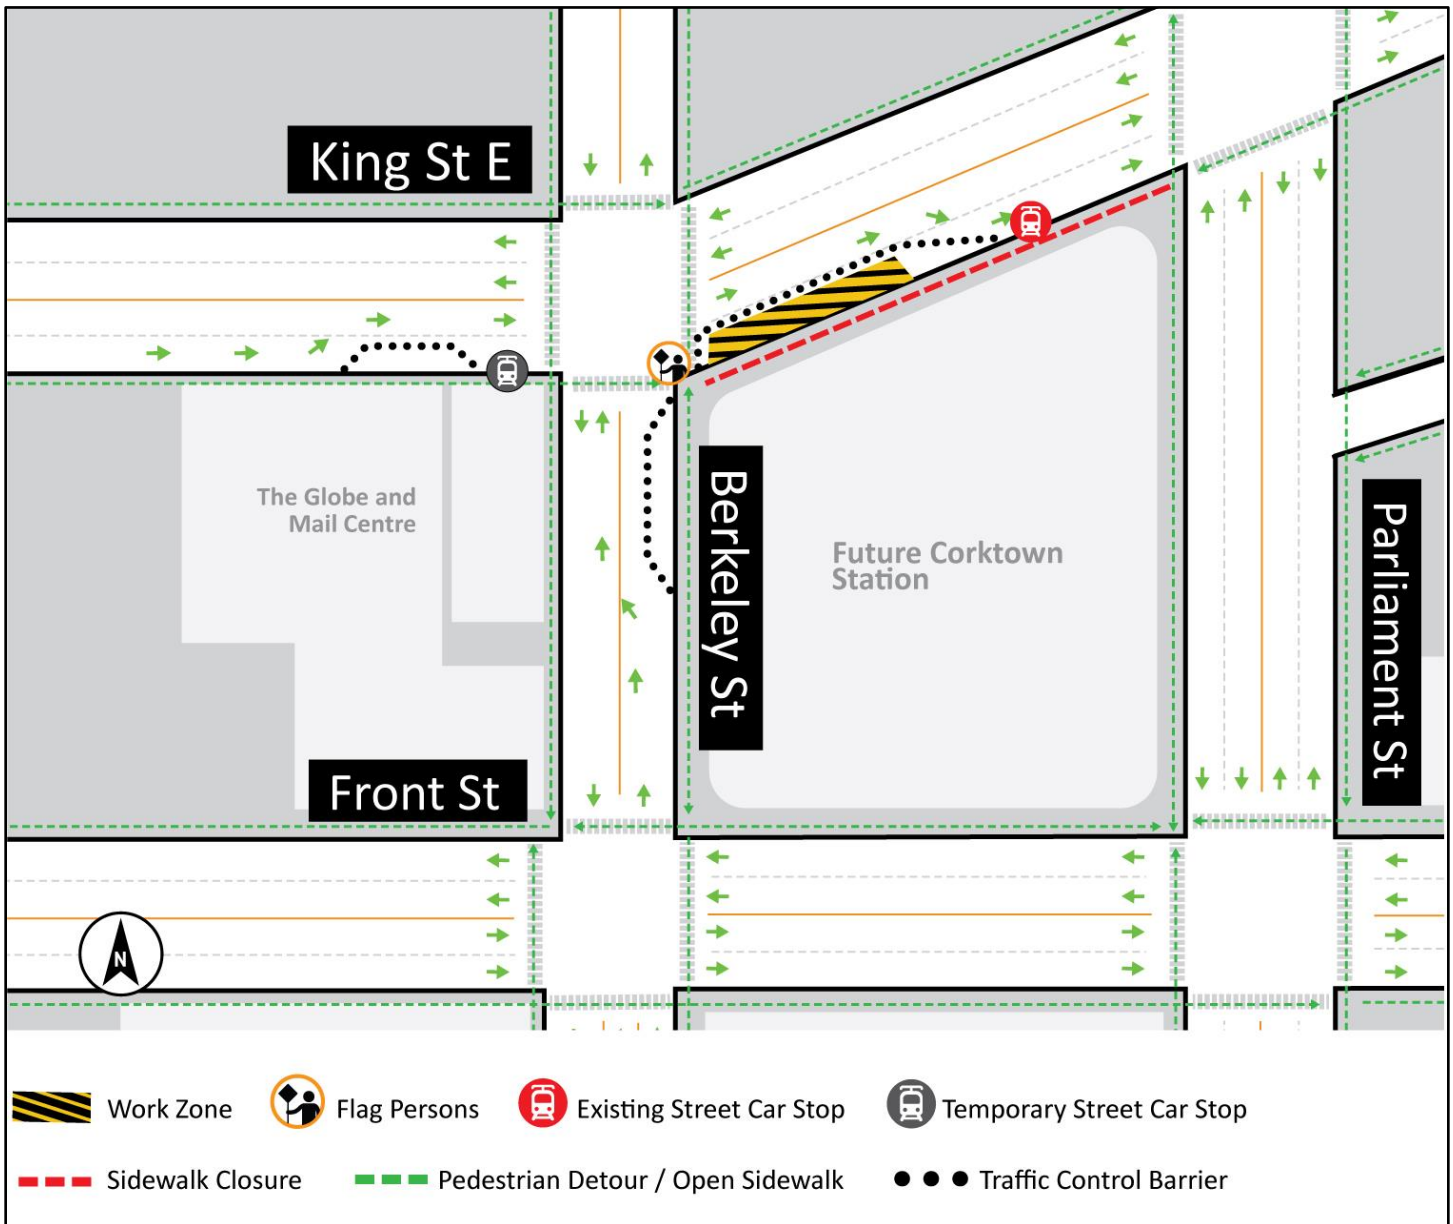 King St E
The Globe and
Mail Centre
Berkeley St
Future Corktown
Station
Parliament St
Front St
N
Work Zone
Flag Persons
Existing Street Car Stop
Temporary Street Car Stop
Sidewalk Closure
Pedestrian Detour / Open Sidewalk
Traffic Control Barrier